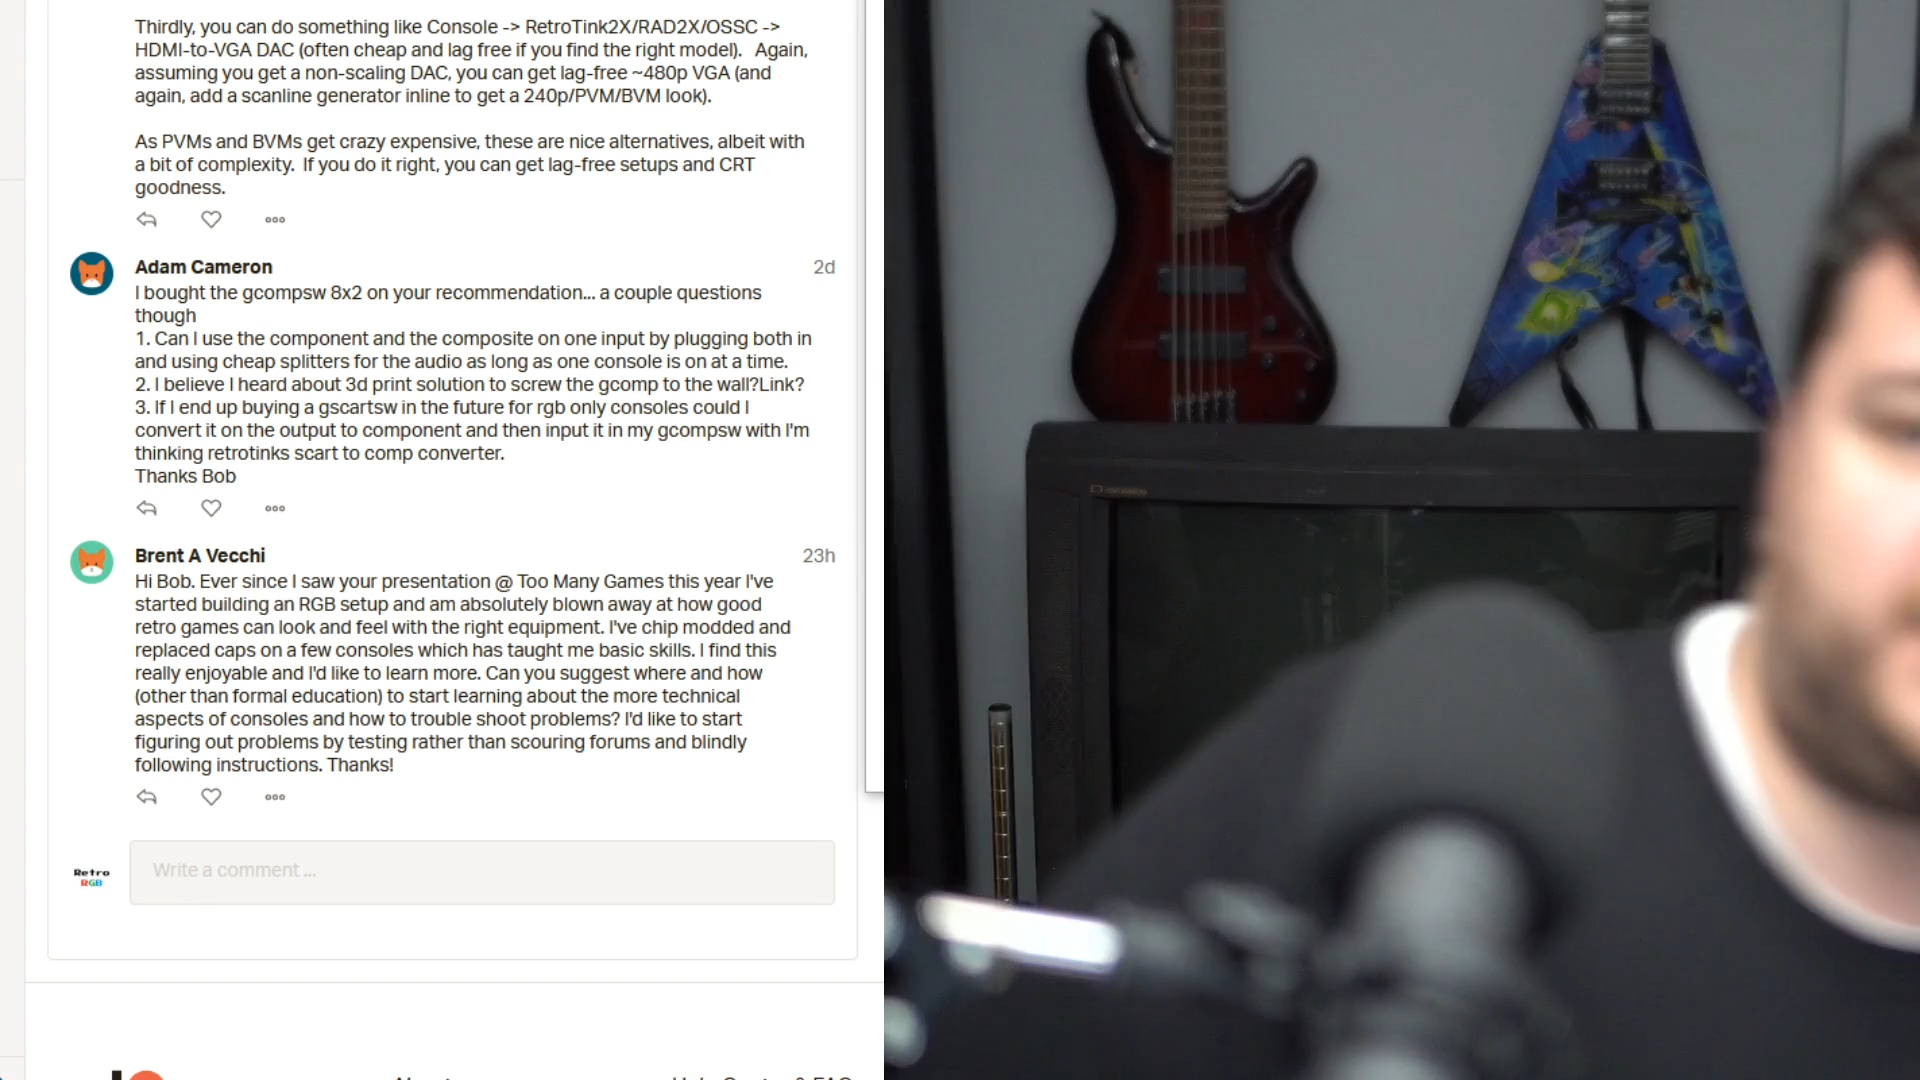 Thirdly, you can do something like Console -> RetroTink2X/RAD2X/OSSC ->
HDMI-to-VGA DAC (often cheap and lag free if you find the right model).   Again,
assuming you get a non-scaling DAC, you can get lag-free ~480p VGA (and
again, add a scanline generator inline to get a 240p/PVM/BVM look).
As PVMs and BVMs get crazy expensive, these are nice alternatives, albeit with
a bit of complexity.  If you do it right, you can get lag-free setups and CRT
goodness.
Adam Cameron 2d
I bought the gcompsw 8x2 on your recommendation... a couple questions
though
1. Can I use the component and the composite on one input by plugging both in
and using cheap splitters for the audio as long as one console is on at a time.
2. I believe I heard about 3d print solution to screw the gcomp to the wall?Link?
3. If I end up buying a gscartsw in the future for rgb only consoles could I
convert it on the output to component and then input it in my gcompsw with I'm
thinking retrotinks scart to comp converter.
Thanks Bob
Brent A Vecchi 23h
Hi Bob. Ever since I saw your presentation @ Too Many Games this year I've
started building an RGB setup and am absolutely blown away at how good
retro games can look and feel with the right equipment. I've chip modded and
replaced caps on a few consoles which has taught me basic skills. I find this
really enjoyable and I'd like to learn more. Can you suggest where and how
(other than formal education) to start learning about the more technical
aspects of consoles and how to trouble shoot problems? I'd like to start
figuring out problems by testing rather than scouring forums and blindly
following instructions. Thanks!
Retro
RGB
Write a comment ...
D-SERIES